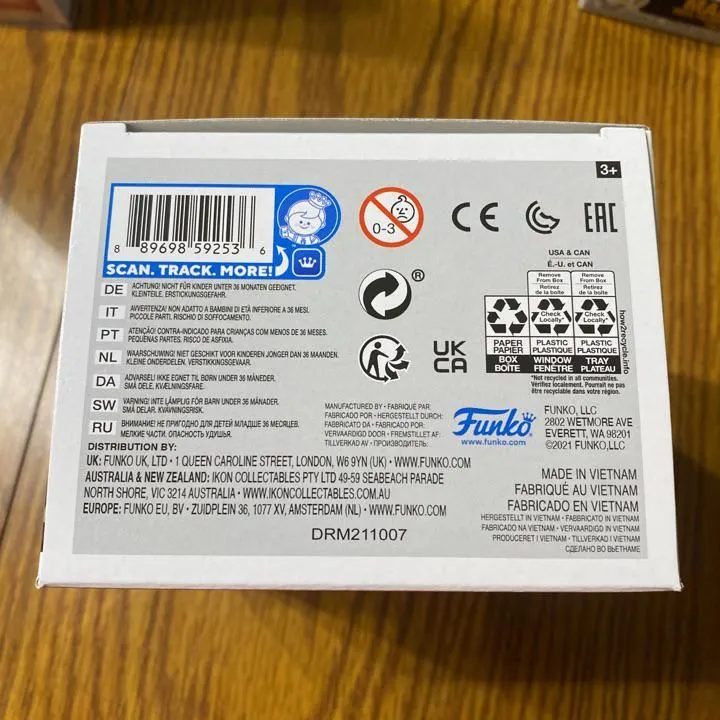 3+
8 89698 59253 6
SCAN. TRACK. MORE!
0-3
CE
EAC
USA & CAN
É.-U. et CAN
Remove From Box
Retirez de la boîte
Remove From Box
Retirez de la boîte
Check Locally*
Check Locally*
PAPER
PAPIER
BOX
BOÎTE
PLASTIC
PLASTIQUE
WINDOW
FENÊTRE
PLASTIC
PLASTIQUE
TRAY
PLATEAU
how2recycle.info
*Not recycled in all communities.
Vérifiez localement. Pourrait ne pas
être recyclable dans votre région.
®
UK
CA
DE ACHTUNG! NICHT FÜR KINDER UNTER 36 MONATEN GEEIGNET.
KLEINTEILE. ERSTICKUNGSGEFAHR.
IT AVVERTENZA! NON ADATTO A BAMBINI DI ETÀ INFERIORE A 36 MESI.
PICCOLE PARTI. RISCHIO DI SOFFOCAMENTO.
PT ATENÇÃO! CONTRA-INDICADO PARA CRIANÇAS COM MENOS DE 36 MESES.
PEQUENAS PARTES. RISCO DE ASFIXIA.
NL WAARSCHUWING! NIET GESCHIKT VOOR KINDEREN JONGER DAN 36 MAANDEN.
KLEINE ONDERDELEN. VERSTIKKINGSGEVAAR.
DA ADVARSEL! IKKE EGNET TIL BØRN UNDER 36 MÅNEDER.
SMÅ DELE. KVÆLNINGSFARE.
SW VARNING! INTE LÄMPLIG FÖR BARN UNDER 36 MÅNADER.
SMÅ DELAR. KVÄVNINGSRISK.
RU ВНИМАНИЕ! НЕ ПРИГОДНО ДЛЯ ДЕТЕЙ МЛАДШЕ 36 МЕСЯЦЕВ.
МЕЛКИЕ ЧАСТИ. ОПАСНОСТЬ УДУШЬЯ.
MANUFACTURED BY • FABRIQUÉ PAR:
FABRICADO POR • HERGESTELLT DURCH:
FABBRICATO DA • FABRICADO POR:
VERVAARDIGD DOOR • FREMSTILLET AF:
TILLVERKAD AV • ПРОИЗВОДИТЕЛЬ:
Funko
www.funko.com
FUNKO, LLC
2802 WETMORE AVE
EVERETT, WA 98201
©2021 FUNKO,LLC
DISTRIBUTION BY:
UK: FUNKO UK, LTD • 1 QUEEN CAROLINE STREET, LONDON, W6 9YN (UK) • WWW.FUNKO.COM
AUSTRALIA & NEW ZEALAND: IKON COLLECTABLES PTY LTD 49-59 SEABEACH PARADE
NORTH SHORE, VIC 3214 AUSTRALIA • WWW.IKONCOLLECTABLES.COM.AU
EUROPE: FUNKO EU, BV • ZUIDPLEIN 36, 1077 XV, AMSTERDAM (NL) • WWW.FUNKO.COM
MADE IN VIETNAM
FABRIQUÉ AU VIETNAM
FABRICADO EN VIETNAM
HERGESTELLT IN VIETNAM • FABBRICATO IN VIETNAM
FABRICADO NA VIETNAM • VERVAARDIGD IN VIETNAM
PRODUCERET I VIETNAM • TILLVERKAD I VIETNAM
СДЕЛАНО ВО ВЬЕТНАМЕ
DRM211007